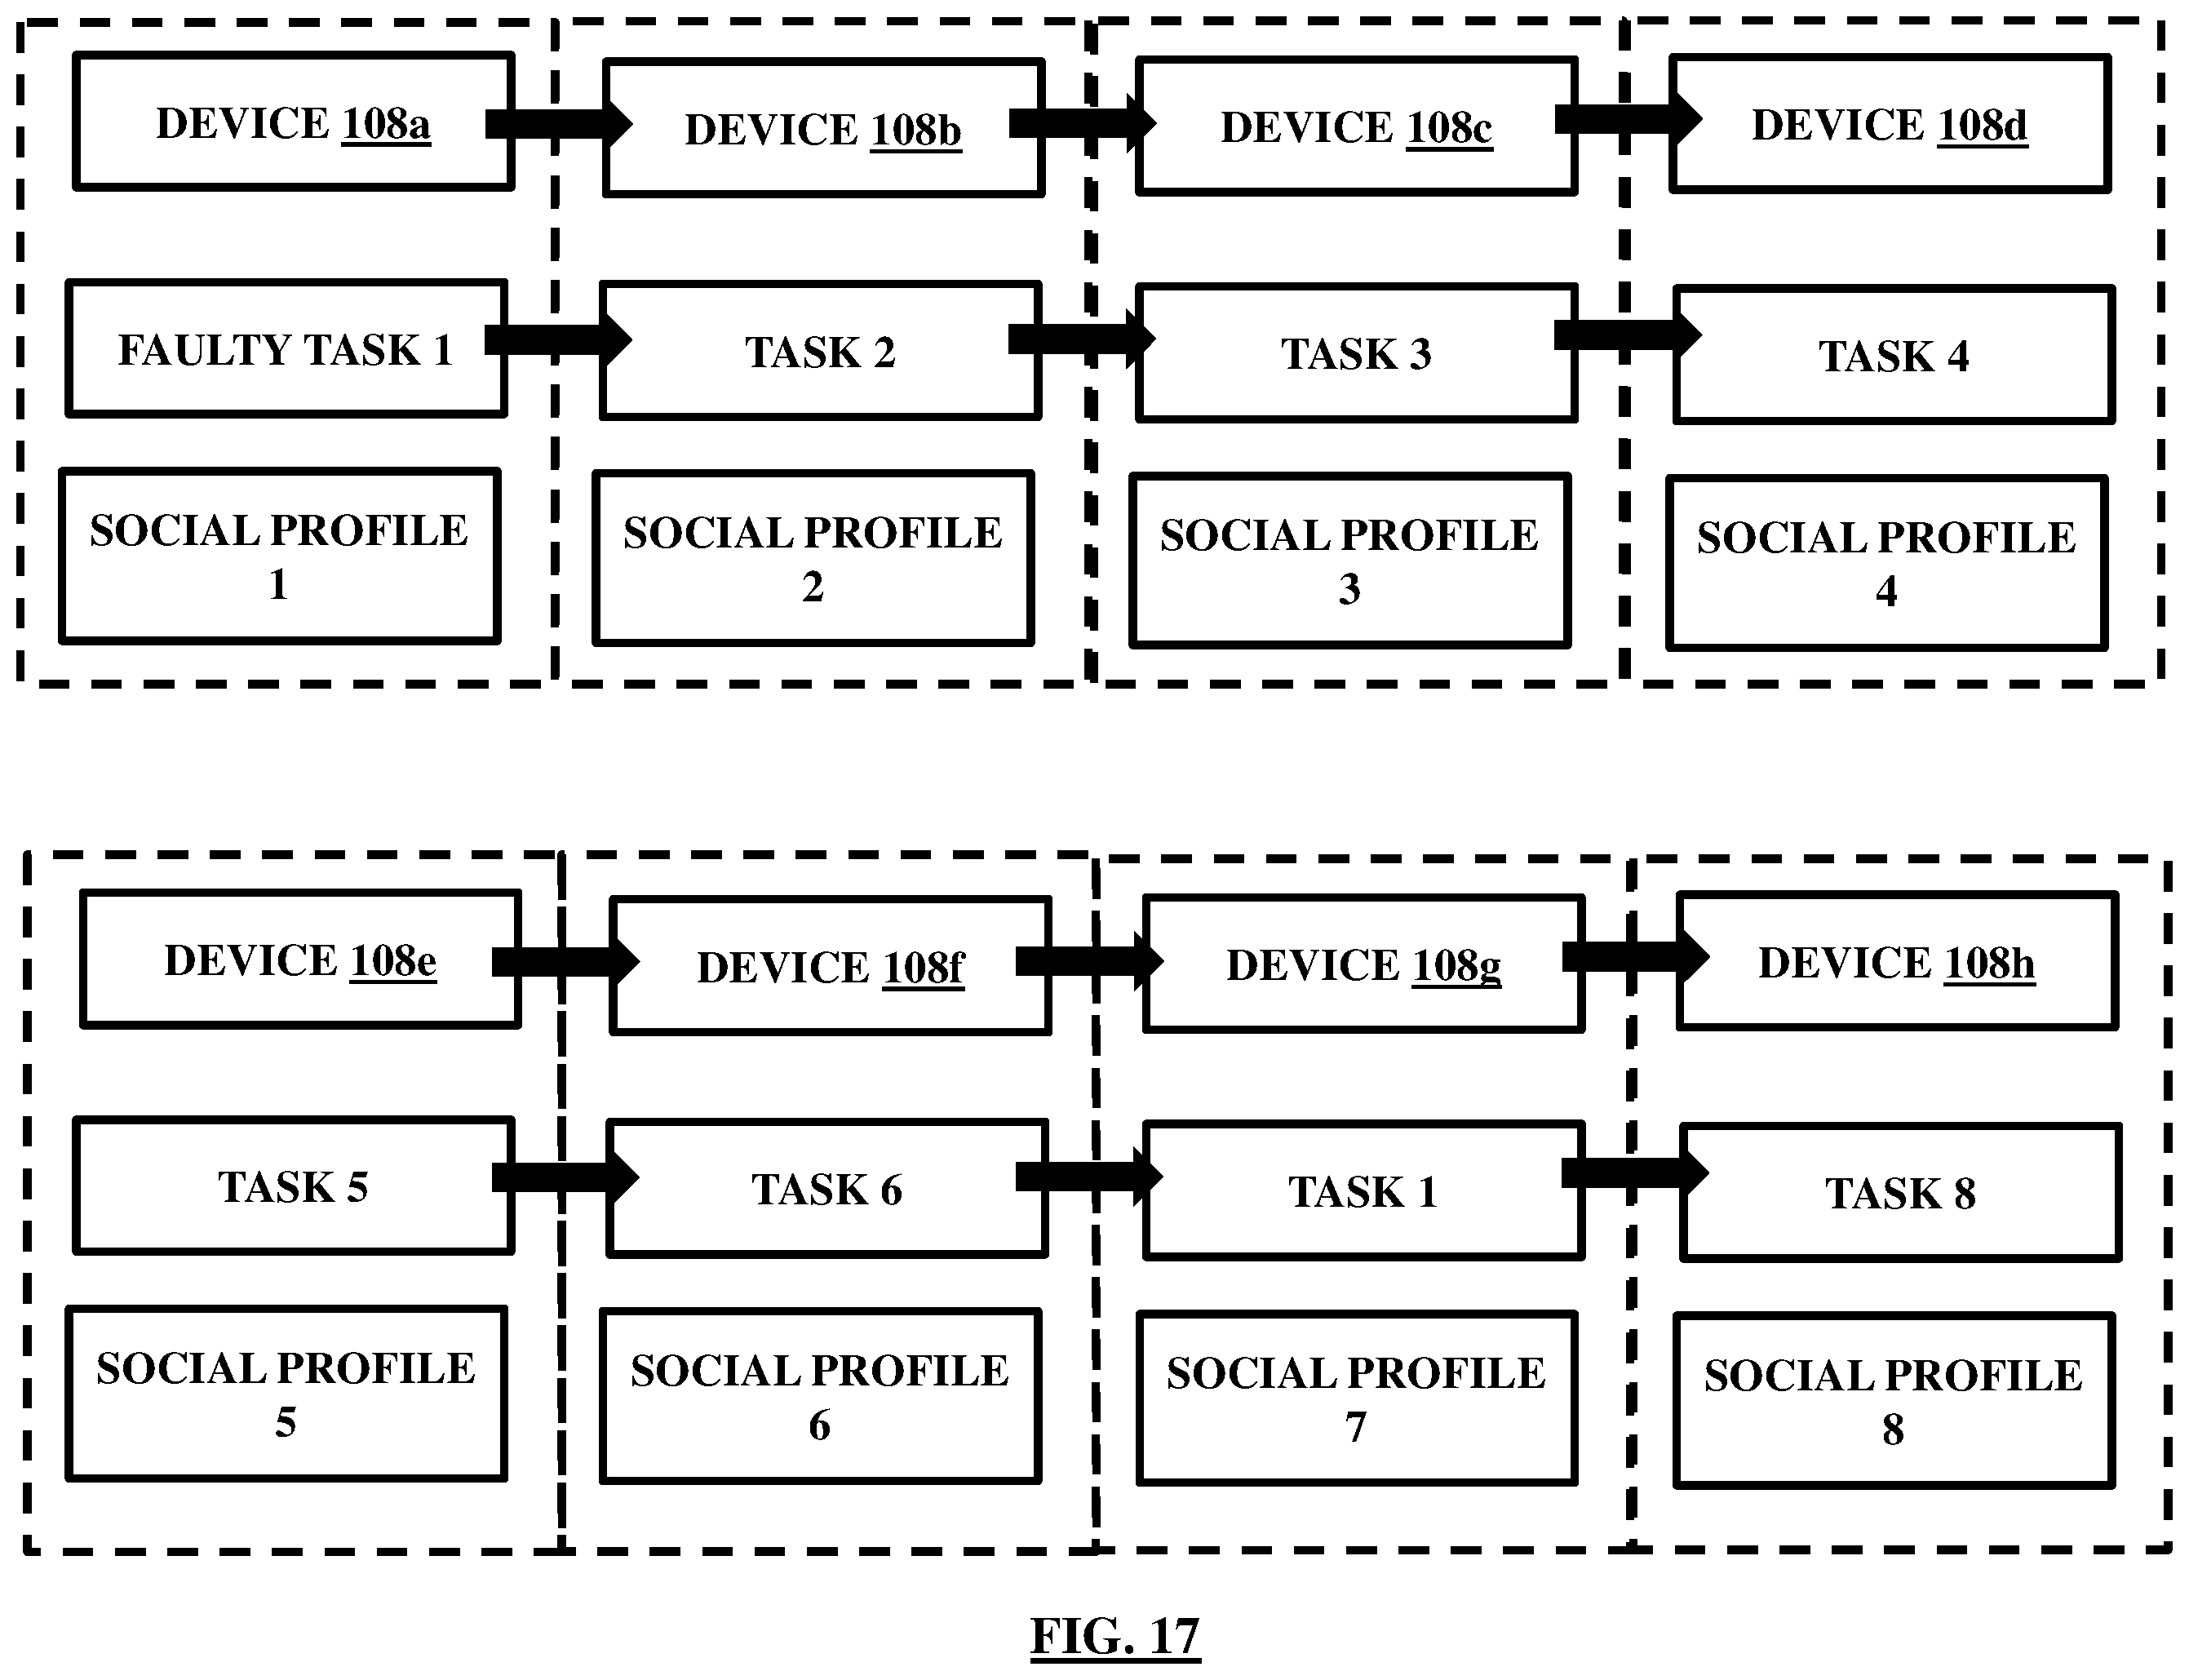 DEVICE 108a
DEVICE 108b
DEVICE 108c
DEVICE 108d
FAULTY TASK 1
TASK 2
TASK 3
TASK 4
SOCIAL PROFILE
1
SOCIAL PROFILE
2
SOCIAL PROFILE
3
SOCIAL PROFILE
4
DEVICE 108e
DEVICE 108f
DEVICE 108g
DEVICE 108h
TASK 5
TASK 6
TASK 1
TASK 8
SOCIAL PROFILE
5
SOCIAL PROFILE
6
SOCIAL PROFILE
7
SOCIAL PROFILE
8
FIG. 17